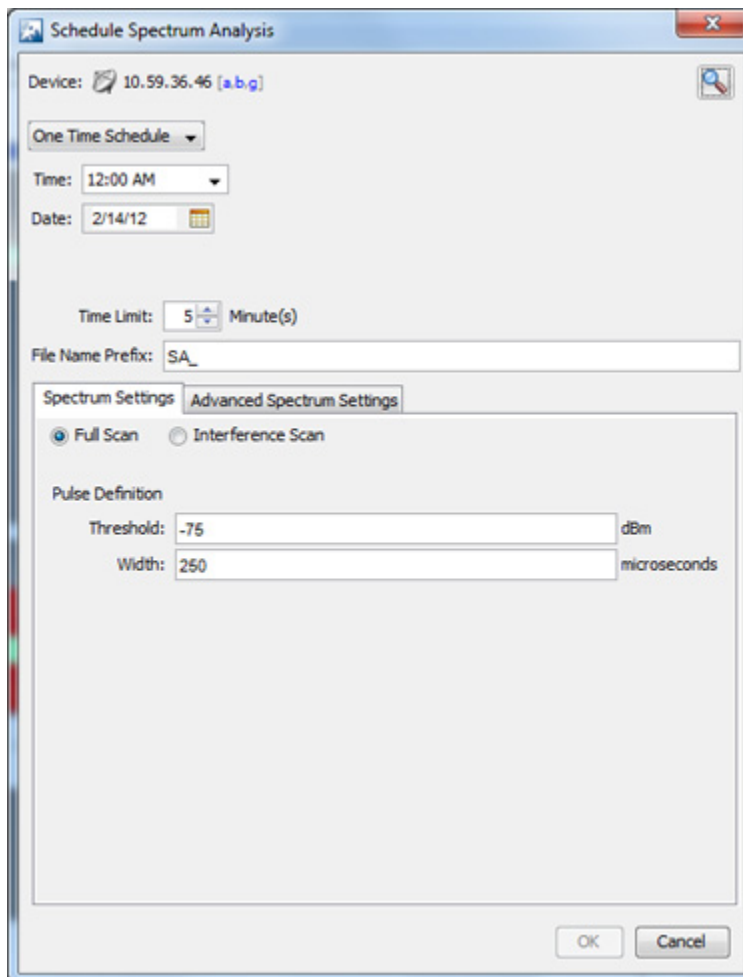 Schedule Spectrum Analysis
Device: 10.59.36.46 [a,b,g]
One Time Schedule
Time: 12:00 AM
Date: 2/14/12
Time Limit: 5 Minute(s)
File Name Prefix: SA_
Spectrum Settings Advanced Spectrum Settings
Full Scan Interference Scan
Pulse Definition
Threshold: -75 dBm
Width: 250 microseconds
OK Cancel